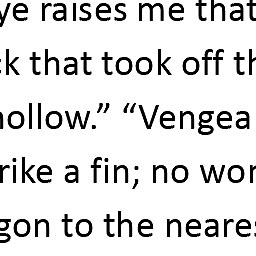 ye raises me that
ck that took off th
hollow.” “Vengea
rike a fin; no wor
gon to the neares